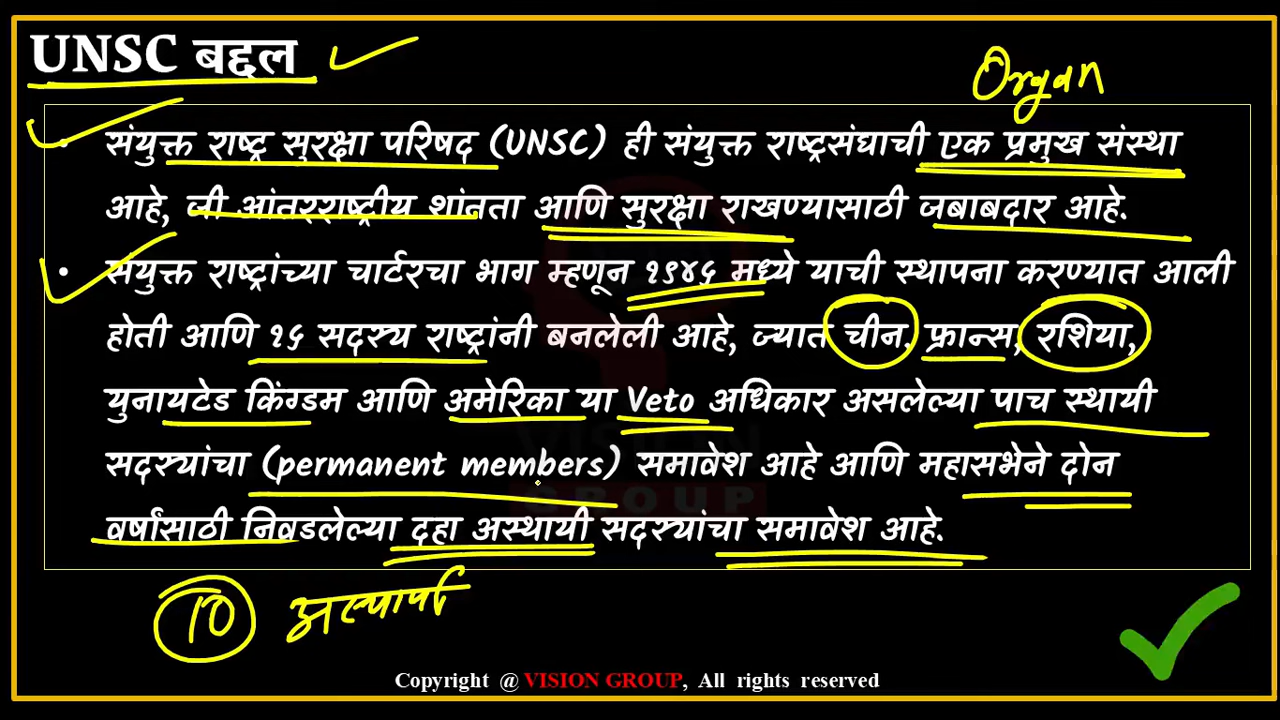 UNSC बद्दल
Organ
संयुक्त राष्ट्र सुरक्षा परिषद (UNSC) ही संयुक्त राष्ट्रसंघाची एक प्रमुख संस्था
आहे, जी आंतरराष्ट्रीय शांतता आणि सुरक्षा राखण्यासाठी जबाबदार आहे.
संयुक्त राष्ट्रांच्या चार्टरचा भाग म्हणून १९४५ मध्ये याची स्थापना करण्यात आली
होती आणि १५ सदस्य राष्ट्रांनी बनलेली आहे, ज्यात चीन, फ्रान्स, रशिया,
युनायटेड किंग्डम आणि अमेरिका या Veto अधिकार असलेल्या पाच स्थायी
सदस्यांचा (permanent members) समावेश आहे आणि महासभेने दोन
वर्षांसाठी निवडलेल्या दहा अस्थायी सदस्यांचा समावेश आहे.
10
VISION
GROUP
Copyright @ VISION GROUP, All rights reserved